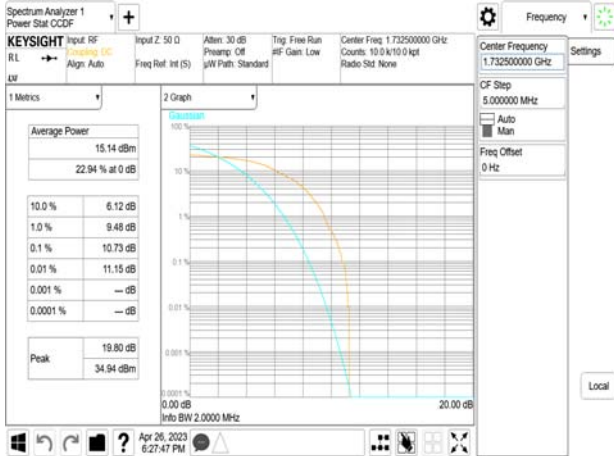 Spectrum Analyzer 1
Power Stat CCDF
+
Frequency
KEYSIGHT
RL
Input: RF
Coupling: DC
Align: Auto
Input Z: 50 Ω
Freq Ref: Int (S)
Atten: 30 dB
Preamp: Off
µW Path: Standard
Trig: Free Run
#IF Gain: Low
Center Freq: 1.732500000 GHz
Counts: 10.0 k/10.0 kpt
Radio Std: None
Center Frequency
1.732500000 GHz
Settings
CF Step
5.000000 MHz
Auto
Man
Freq Offset
0 Hz
1 Metrics
2 Graph
Average Power
15.14 dBm
22.94 % at 0 dB
10.0 % 6.12 dB
1.0 % 9.48 dB
0.1 % 10.73 dB
0.01 % 11.15 dB
0.001 % --- dB
0.0001 % --- dB
Peak
19.80 dB
34.94 dBm
Gaussian
100 %
10 %
1 %
0.1 %
0.01 %
0.001 %
0.0001 %
0.00 dB
20.00 dB
Info BW 2.0000 MHz
Local
?
Apr 26, 2023
6:27:47 PM